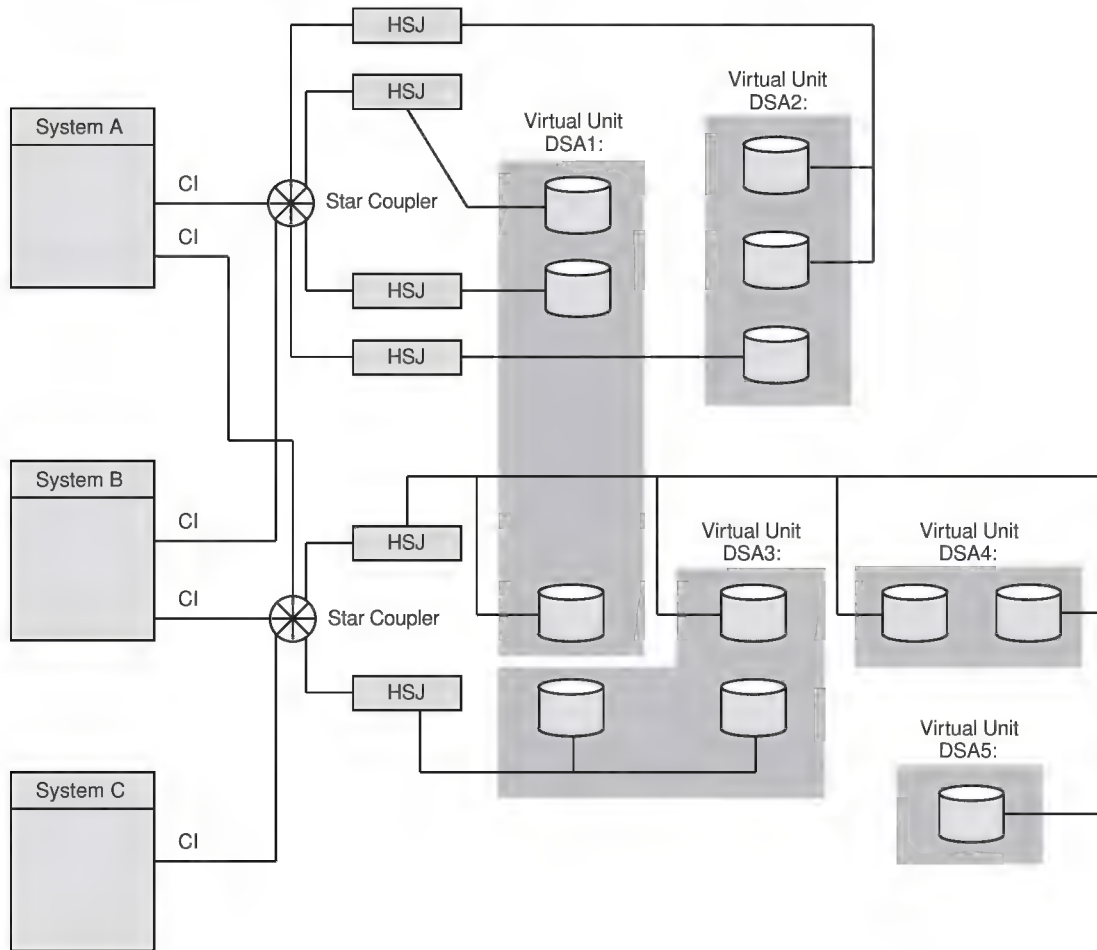 HSJ
HSJ
Virtual Unit
DSA2:
System A
Virtual Unit
DSA1:
CI
Star Coupler
CI
HSJ
HSJ
System B
CI
HSJ
Virtual Unit
DSA3:
Virtual Unit
DSA4:
CI
Star Coupler
HSJ
Virtual Unit
DSA5:
System C
CI